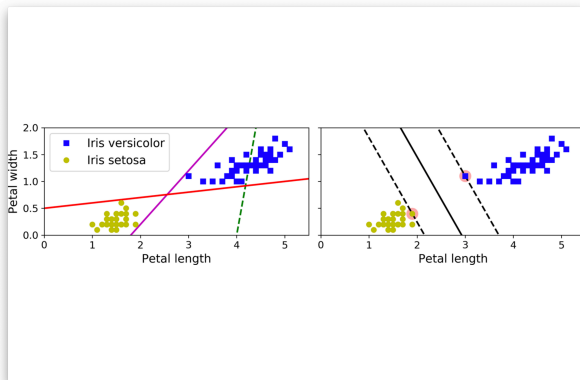 2.0
1.5
1.0
0.5
0.0
Petal width
Iris versicolor
Iris setosa
0 1 2 3 4 5
Petal length
0 1 2 3 4 5
Petal length